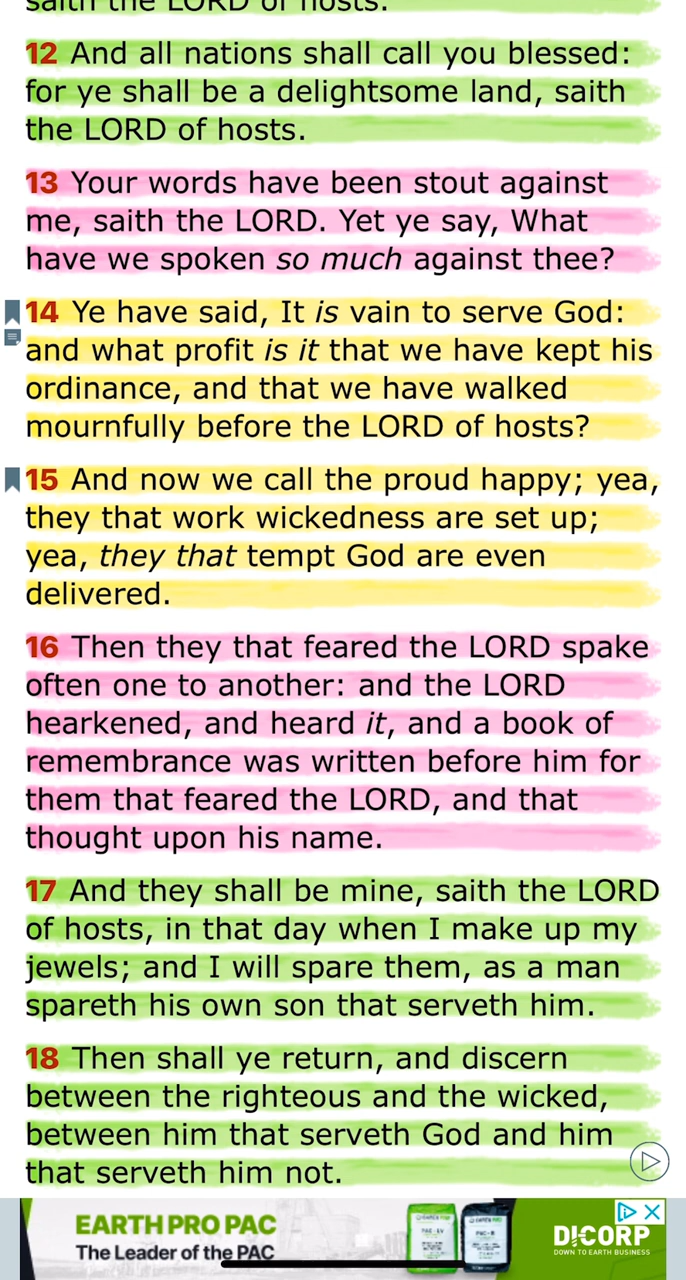 saith the LORD of hosts.
12 And all nations shall call you blessed:
for ye shall be a delightsome land, saith
the LORD of hosts.
13 Your words have been stout against
me, saith the LORD. Yet ye say, What
have we spoken so much against thee?
14 Ye have said, It is vain to serve God:
and what profit is it that we have kept his
ordinance, and that we have walked
mournfully before the LORD of hosts?
15 And now we call the proud happy; yea,
they that work wickedness are set up;
yea, they that tempt God are even
delivered.
16 Then they that feared the LORD spake
often one to another: and the LORD
hearkened, and heard it, and a book of
remembrance was written before him for
them that feared the LORD, and that
thought upon his name.
17 And they shall be mine, saith the LORD
of hosts, in that day when I make up my
jewels; and I will spare them, as a man
spareth his own son that serveth him.
18 Then shall ye return, and discern
between the righteous and the wicked,
between him that serveth God and him
that serveth him not.
EARTH PRO PAC
The Leader of the PAC
DICORP
DOWN TO EARTH BUSINESS